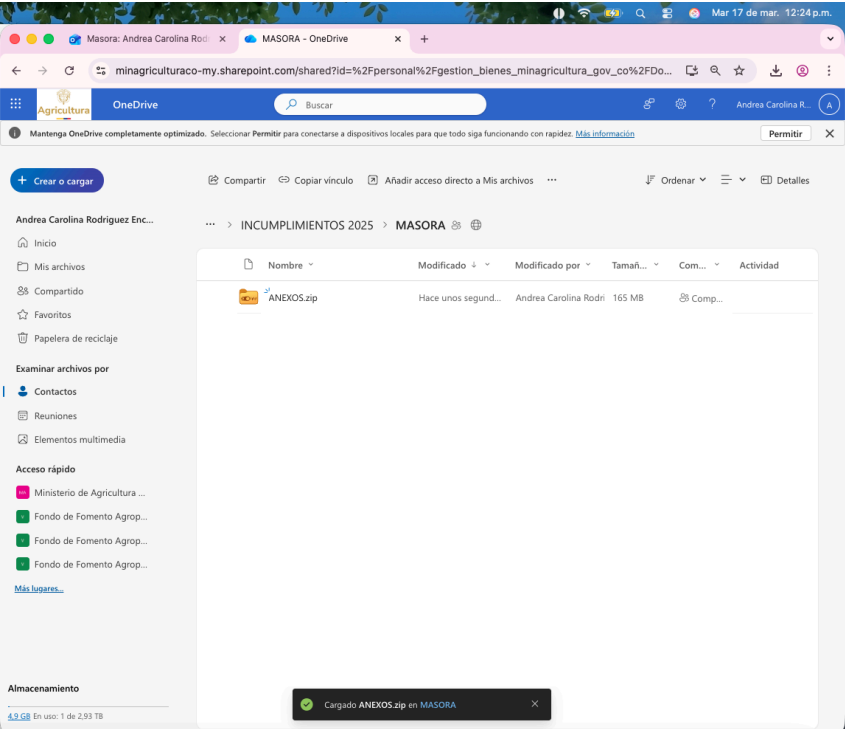 Mar 17 de mar. 12:24 p.m.
Masora: Andrea Carolina Rodr
MASORA - OneDrive
minagriculturaco-my.sharepoint.com/shared?id=%2Fpersonal%2Fgestion_bienes_minagricultura_gov_co%2FDo...
Agricultura
OneDrive
Buscar
Andrea Carolina R...
A
Mantenga OneDrive completamente optimizado. Seleccionar Permitir para conectarse a dispositivos locales para que todo siga funcionando con rapidez. Más información
Permitir
Crear o cargar
Compartir
Copiar vínculo
Añadir acceso directo a Mis archivos
...
Ordenar
Detalles
Andrea Carolina Rodriguez Enc...
Inicio
Mis archivos
Compartido
Favoritos
Papelera de reciclaje
Examinar archivos por
Contactos
Reuniones
Elementos multimedia
Acceso rápido
Ministerio de Agricultura ...
Fondo de Fomento Agrop...
Fondo de Fomento Agrop...
Fondo de Fomento Agrop...
Más lugares...
Almacenamiento
4,9 GB En uso: 1 de 2,93 TB
... > INCUMPLIMIENTOS 2025 > MASORA
Nombre Modificado Modificado por Tamañ... Com... Actividad
ANEXOS.zip Hace unos segund... Andrea Carolina Rodri 165 MB Comp...
Cargado ANEXOS.zip en MASORA